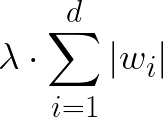 λ · ∑_{i=1}^{d} |w_i|